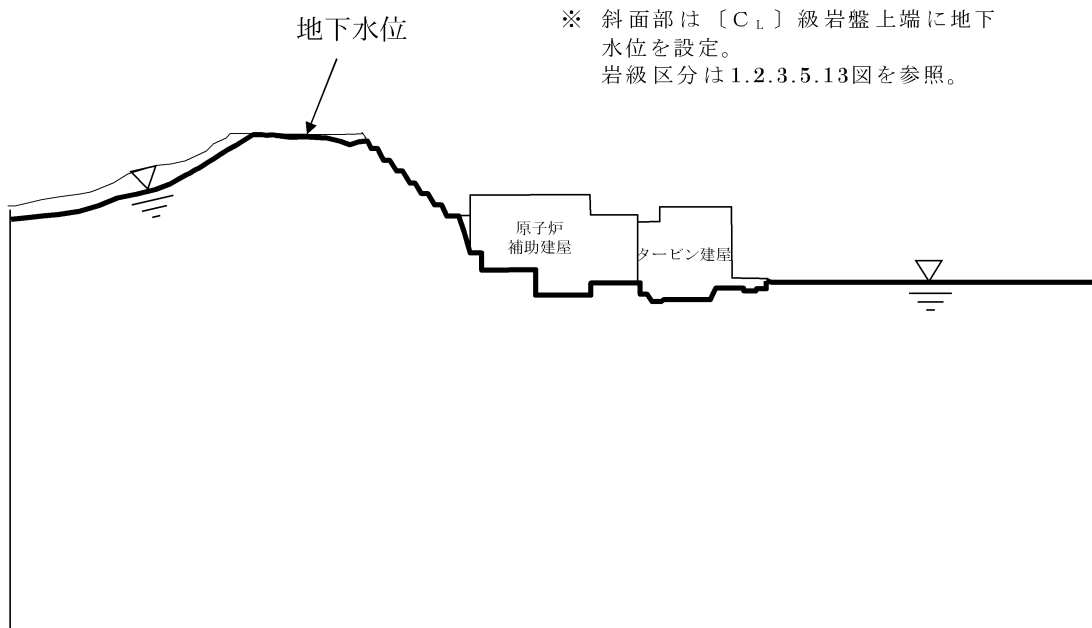 地下水位
※ 斜面部は〔CL〕級岩盤上端に地下
水位を設定。
岩級区分は1.2.3.5.13図を参照。
原子炉
補助建屋
タービン建屋